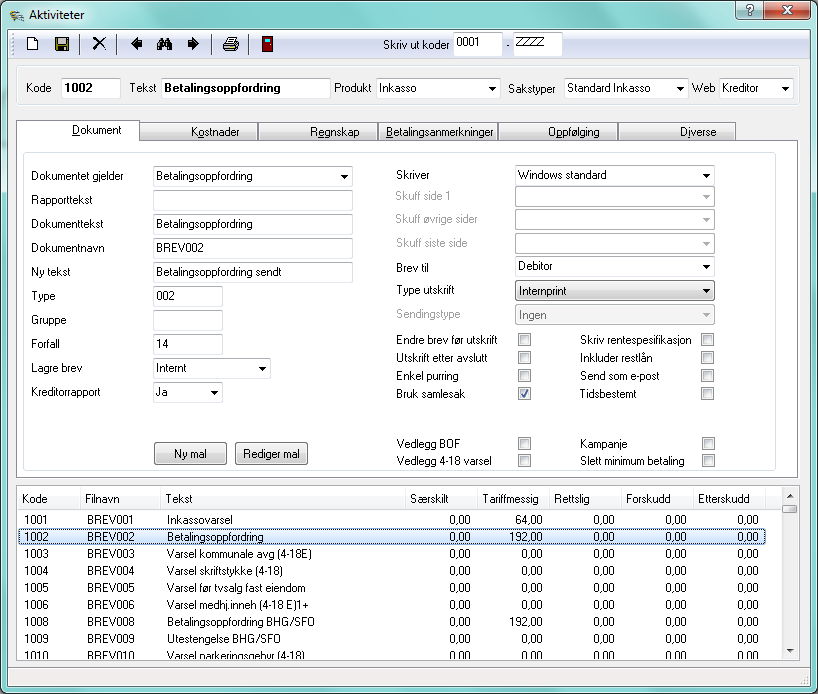 Aktiviteter
Skriv ut koder 0001 - ZZZZ
Kode 1002 Tekst Betalingsoppfordring Produkt Inkasso Sakstyper Standard Inkasso Web Kreditor
Dokument Kostnader Regnskap Betalingsanmerkninger Oppfølging Diverse
Dokumentet gjelder Betalingsoppfordring
Rapporttekst
Dokumenttekst Betalingsoppfordring
Dokumentnavn BREV002
Ny tekst Betalingsoppfordring sendt
Type 002
Gruppe
Forfall 14
Lagre brev Internt
Kreditorrapport Ja
Ny mal Rediger mal
Skriver Windows standard
Skuff side 1
Skuff øvrige sider
Skuff siste side
Brev til Debitor
Type utskrift Internprint
Sendingstype Ingen
Endre brev før utskrift Skriv rentespesifikasjon
Utskrift etter avslutt Inkluder restlån
Enkel purring Send som e-post
Bruk samlesak Tidsbestemt
Vedlegg BOF Kampanje
Vedlegg 4-18 varsel Slett minimum betaling
Kode Filnavn Tekst Særskilt Tariffmessig Rettslig Forskudd Etterskudd
1001 BREV001 Inkassovarsel 0,00 64,00 0,00 0,00 0,00
1002 BREV002 Betalingsoppfordring 0,00 192,00 0,00 0,00 0,00
1003 BREV003 Varsel kommunale avg (4-18E) 0,00 0,00 0,00 0,00 0,00
1004 BREV004 Varsel skriftstykke (4-18) 0,00 0,00 0,00 0,00 0,00
1005 BREV005 Varsel før tvsalg fast eiendom 0,00 0,00 0,00 0,00 0,00
1006 BREV006 Varsel medhj.inneh (4-18 E)1+ 0,00 0,00 0,00 0,00 0,00
1008 BREV008 Betalingsoppfordring BHG/SFO 0,00 192,00 0,00 0,00 0,00
1009 BREV009 Utestengelse BHG/SFO 0,00 0,00 0,00 0,00 0,00
1010 BREV010 Varsel parkeringsgebyr (4-18) 0,00 0,00 0,00 0,00 0,00